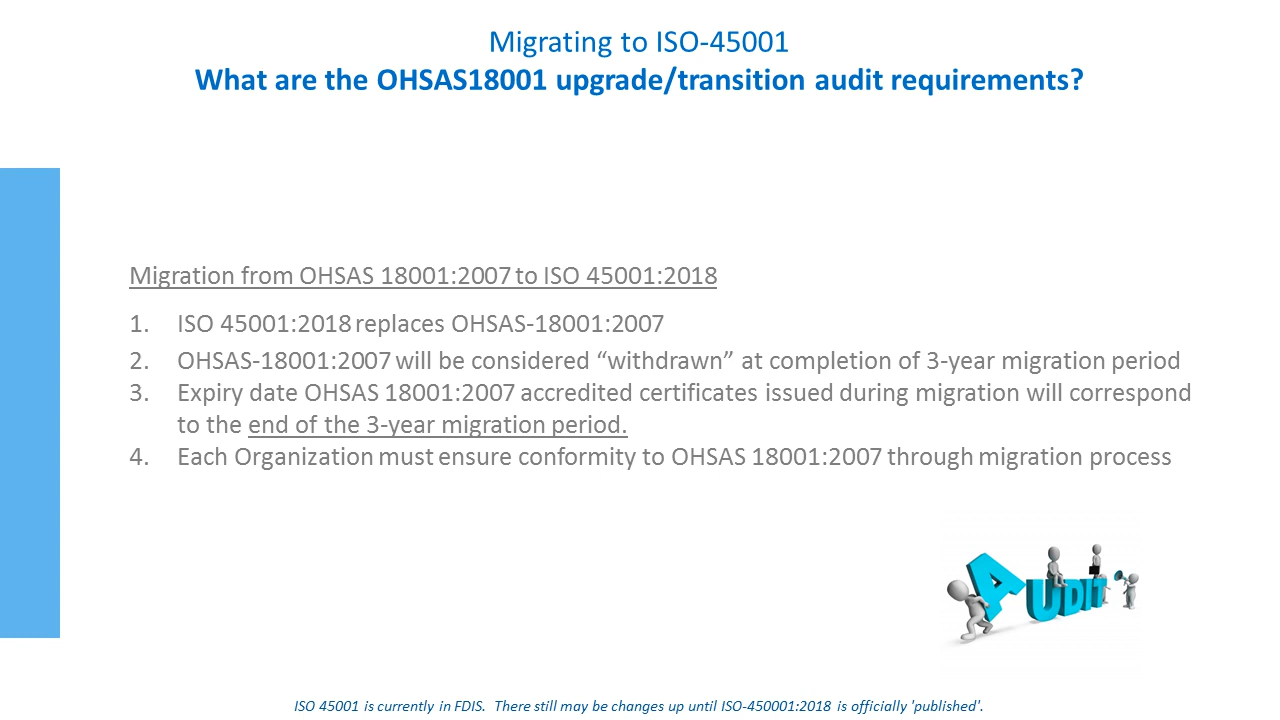 Migrating to ISO-45001
What are the OHSAS18001 upgrade/transition audit requirements?
Migration from OHSAS 18001:2007 to ISO 45001:2018
1. ISO 45001:2018 replaces OHSAS-18001:2007
2. OHSAS-18001:2007 will be considered “withdrawn” at completion of 3-year migration period
3. Expiry date OHSAS 18001:2007 accredited certificates issued during migration will correspond
to the end of the 3-year migration period.
4. Each Organization must ensure conformity to OHSAS 18001:2007 through migration process
AUDIT
ISO 45001 is currently in FDIS. There still may be changes up until ISO-450001:2018 is officially 'published'.